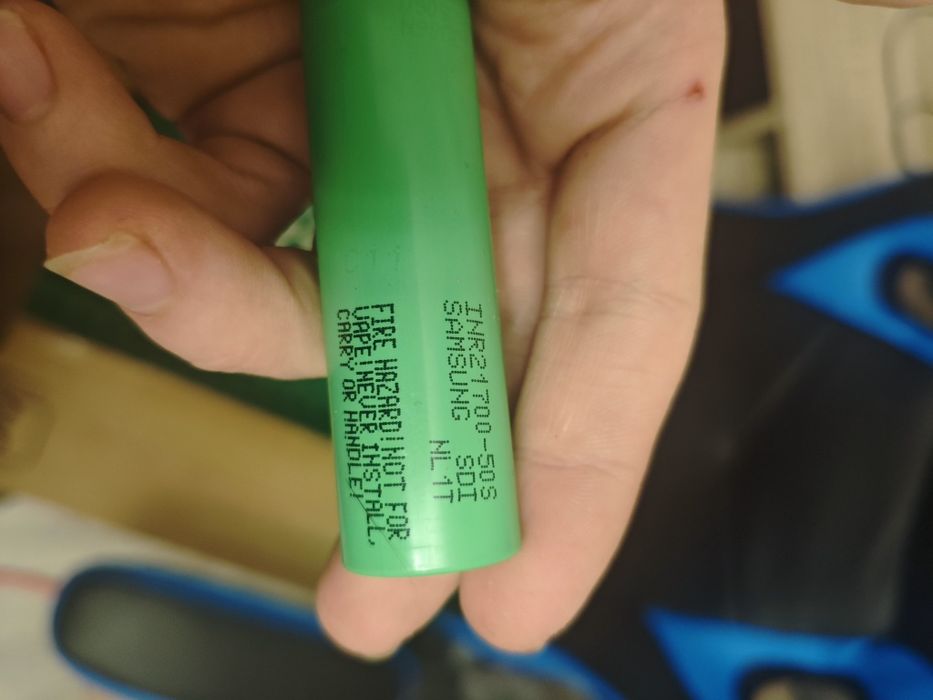 INR21700-50S
SAMSUNG SDI
NL1T
FIRE HAZARD!NOT FOR
VAPE!NEVER INSTALL,
CARRY OR HANDLE!